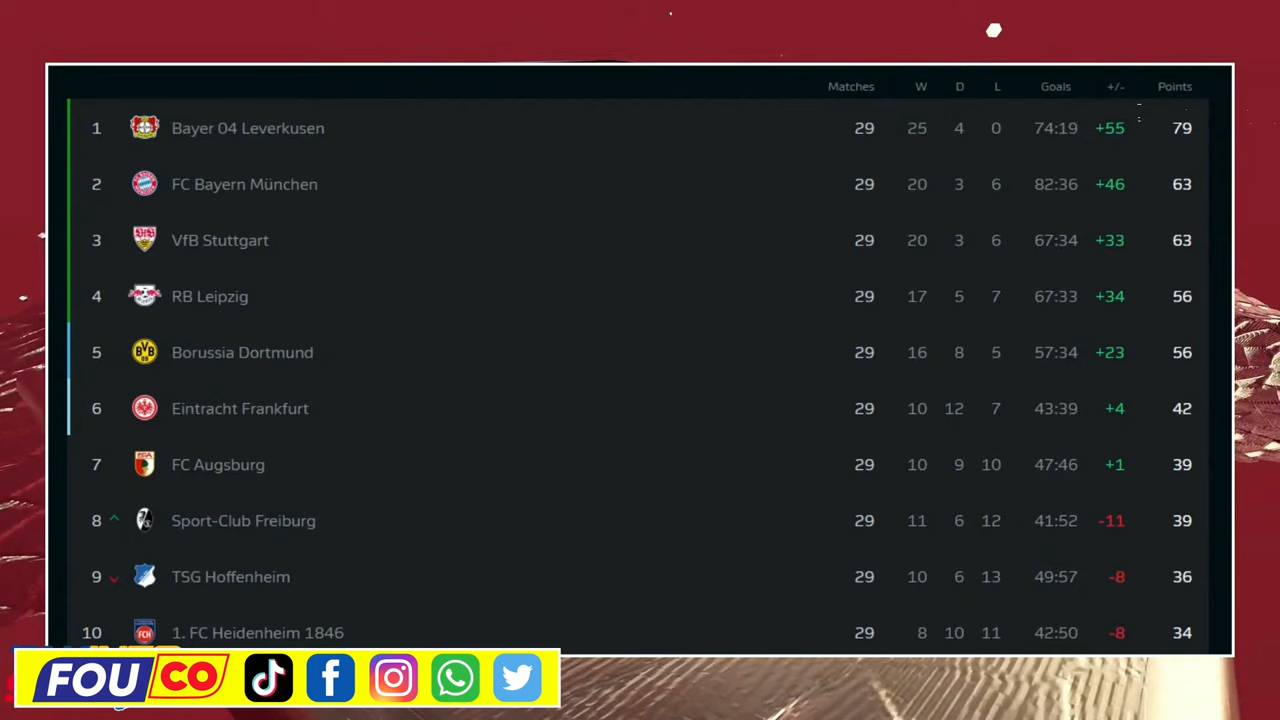 Matches W D L Goals +/- Points
1 Bayer 04 Leverkusen 29 25 4 0 74:19 +55 79
2 FC Bayern München 29 20 3 6 82:36 +46 63
3 VfB Stuttgart 29 20 3 6 67:34 +33 63
4 RB Leipzig 29 17 5 7 67:33 +34 56
5 BVB 09 Borussia Dortmund 29 16 8 5 57:34 +23 56
6 Eintracht Frankfurt 29 10 12 7 43:39 +4 42
7 FCA FC Augsburg 29 10 9 10 47:46 +1 39
8 Sport-Club Freiburg 29 11 6 12 41:52 -11 39
9 TSG Hoffenheim 29 10 6 13 49:57 -8 36
10 FCH 1. FC Heidenheim 1846 29 8 10 11 42:50 -8 34
FOU CO